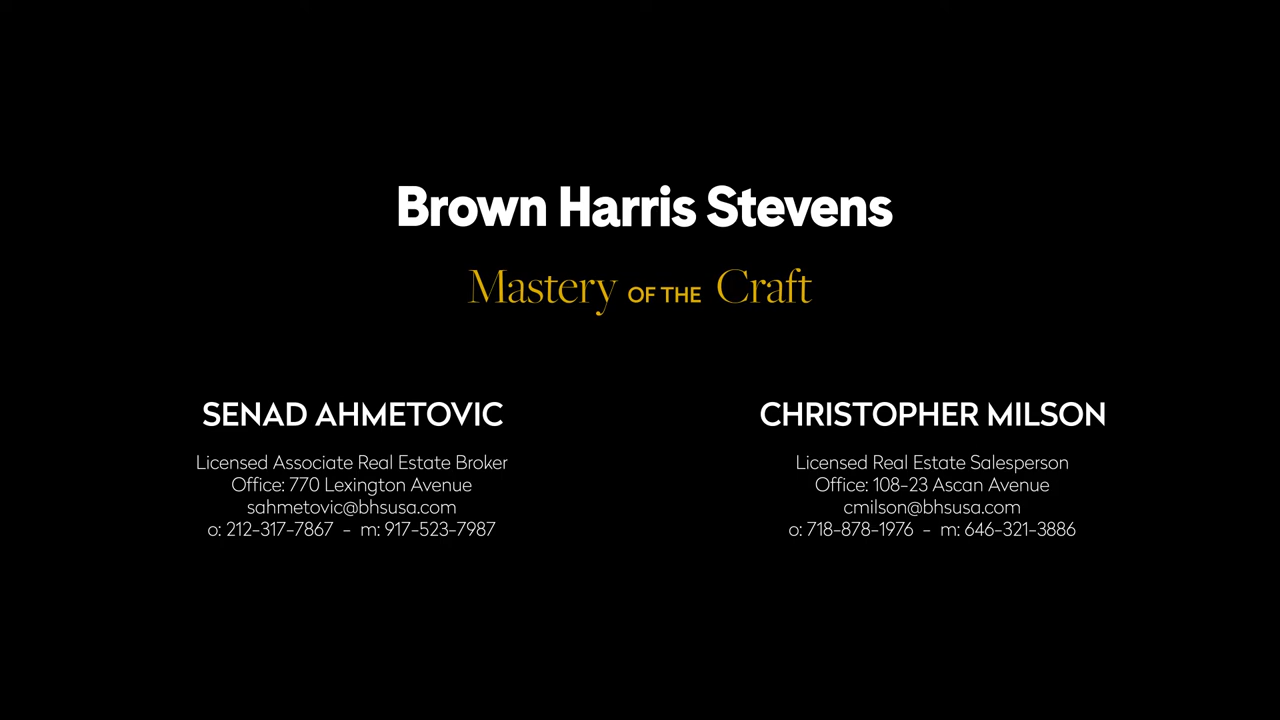 Brown Harris Stevens
Mastery OF THE Craft
SENAD AHMETOVIC
Licensed Associate Real Estate Broker
Office: 770 Lexington Avenue
sahmetovic@bhsusa.com
o: 212-317-7867 - m: 917-523-7987
CHRISTOPHER MILSON
Licensed Real Estate Salesperson
Office: 108-23 Ascan Avenue
cmilson@bhsusa.com
o: 718-878-1976 - m: 646-321-3886